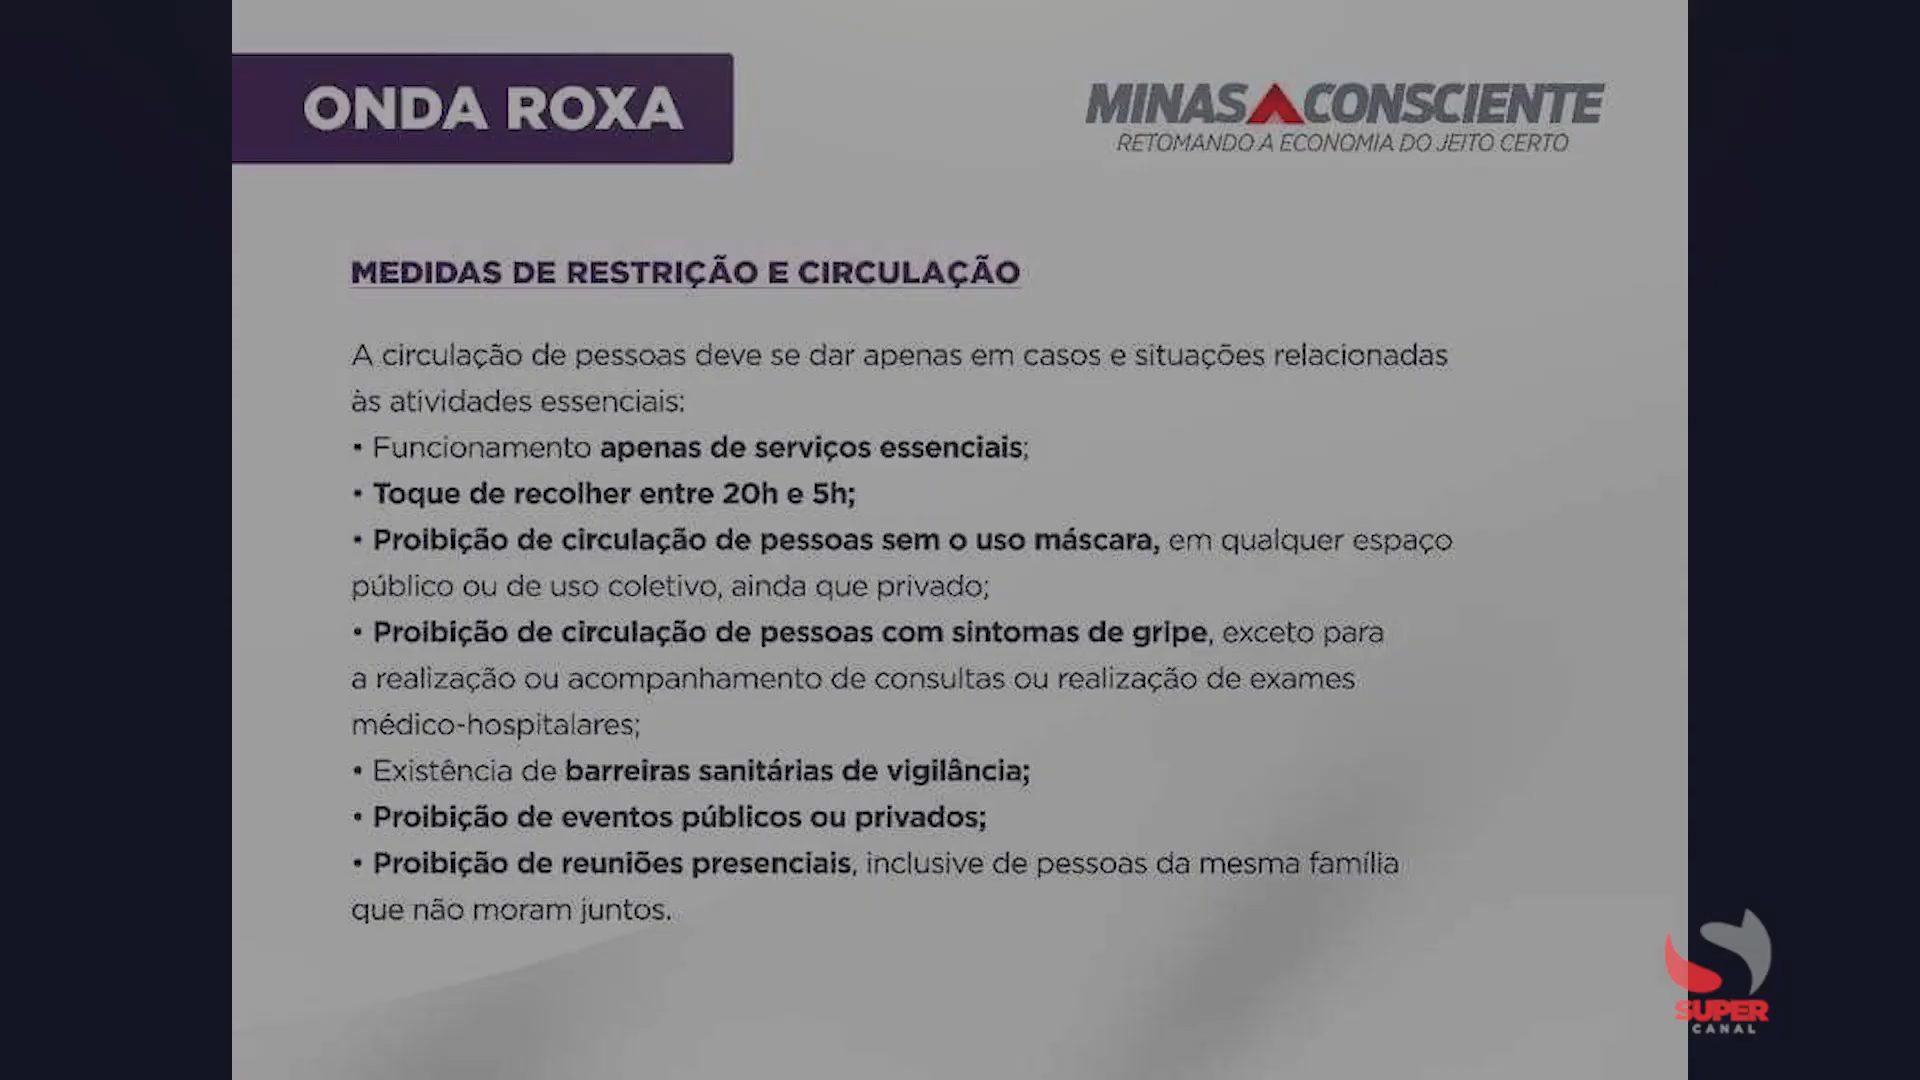 ONDA ROXA
MINAS CONSCIENTE
RETOMANDO A ECONOMIA DO JEITO CERTO
MEDIDAS DE RESTRIÇÃO E CIRCULAÇÃO
A circulação de pessoas deve se dar apenas em casos e situações relacionadas
às atividades essenciais:
• Funcionamento apenas de serviços essenciais;
• Toque de recolher entre 20h e 5h;
• Proibição de circulação de pessoas sem o uso máscara, em qualquer espaço
público ou de uso coletivo, ainda que privado;
• Proibição de circulação de pessoas com sintomas de gripe, exceto para
a realização ou acompanhamento de consultas ou realização de exames
médico-hospitalares;
• Existência de barreiras sanitárias de vigilância;
• Proibição de eventos públicos ou privados;
• Proibição de reuniões presenciais, inclusive de pessoas da mesma família
que não moram juntos.
SUPER
CANAL